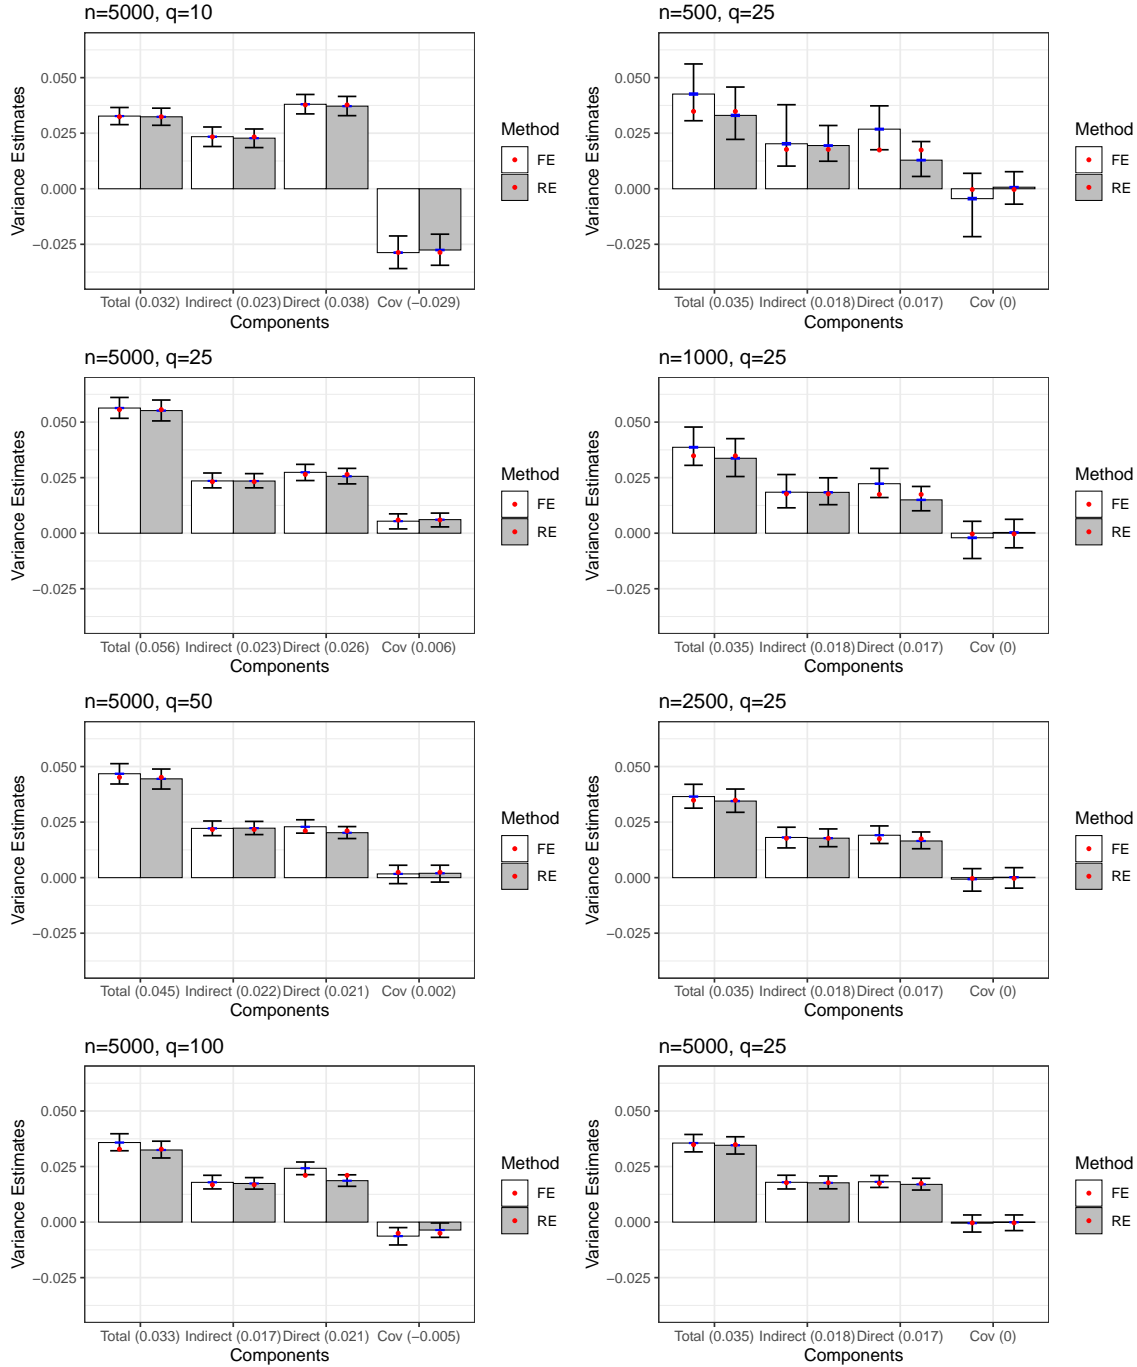 n=5000, q=10
Variance Estimates
0.050
0.025
0.000
−0.025
Total (0.032) Indirect (0.023) Direct (0.038) Cov (−0.029)
Components
Method
FE
RE
n=500, q=25
Variance Estimates
0.050
0.025
0.000
−0.025
Total (0.035) Indirect (0.018) Direct (0.017) Cov (0)
Components
Method
FE
RE
n=5000, q=25
Variance Estimates
0.050
0.025
0.000
−0.025
Total (0.056) Indirect (0.023) Direct (0.026) Cov (0.006)
Components
Method
FE
RE
n=1000, q=25
Variance Estimates
0.050
0.025
0.000
−0.025
Total (0.035) Indirect (0.018) Direct (0.017) Cov (0)
Components
Method
FE
RE
n=5000, q=50
Variance Estimates
0.050
0.025
0.000
−0.025
Total (0.045) Indirect (0.022) Direct (0.021) Cov (0.002)
Components
Method
FE
RE
n=2500, q=25
Variance Estimates
0.050
0.025
0.000
−0.025
Total (0.035) Indirect (0.018) Direct (0.017) Cov (0)
Components
Method
FE
RE
n=5000, q=100
Variance Estimates
0.050
0.025
0.000
−0.025
Total (0.033) Indirect (0.017) Direct (0.021) Cov (−0.005)
Components
Method
FE
RE
n=5000, q=25
Variance Estimates
0.050
0.025
0.000
−0.025
Total (0.035) Indirect (0.018) Direct (0.017) Cov (0)
Components
Method
FE
RE